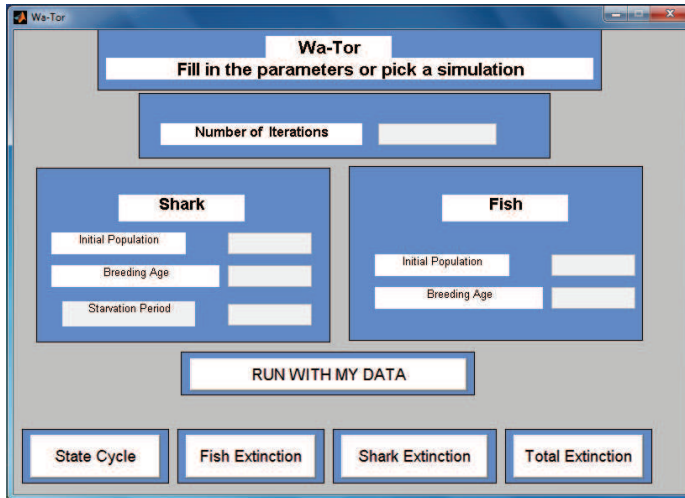 Wa-Tor
Wa-Tor
Fill in the parameters or pick a simulation
Number of Iterations
Shark
Initial Population
Breeding Age
Starvation Period
Fish
Initial Population
Breeding Age
RUN WITH MY DATA
State Cycle
Fish Extinction
Shark Extinction
Total Extinction